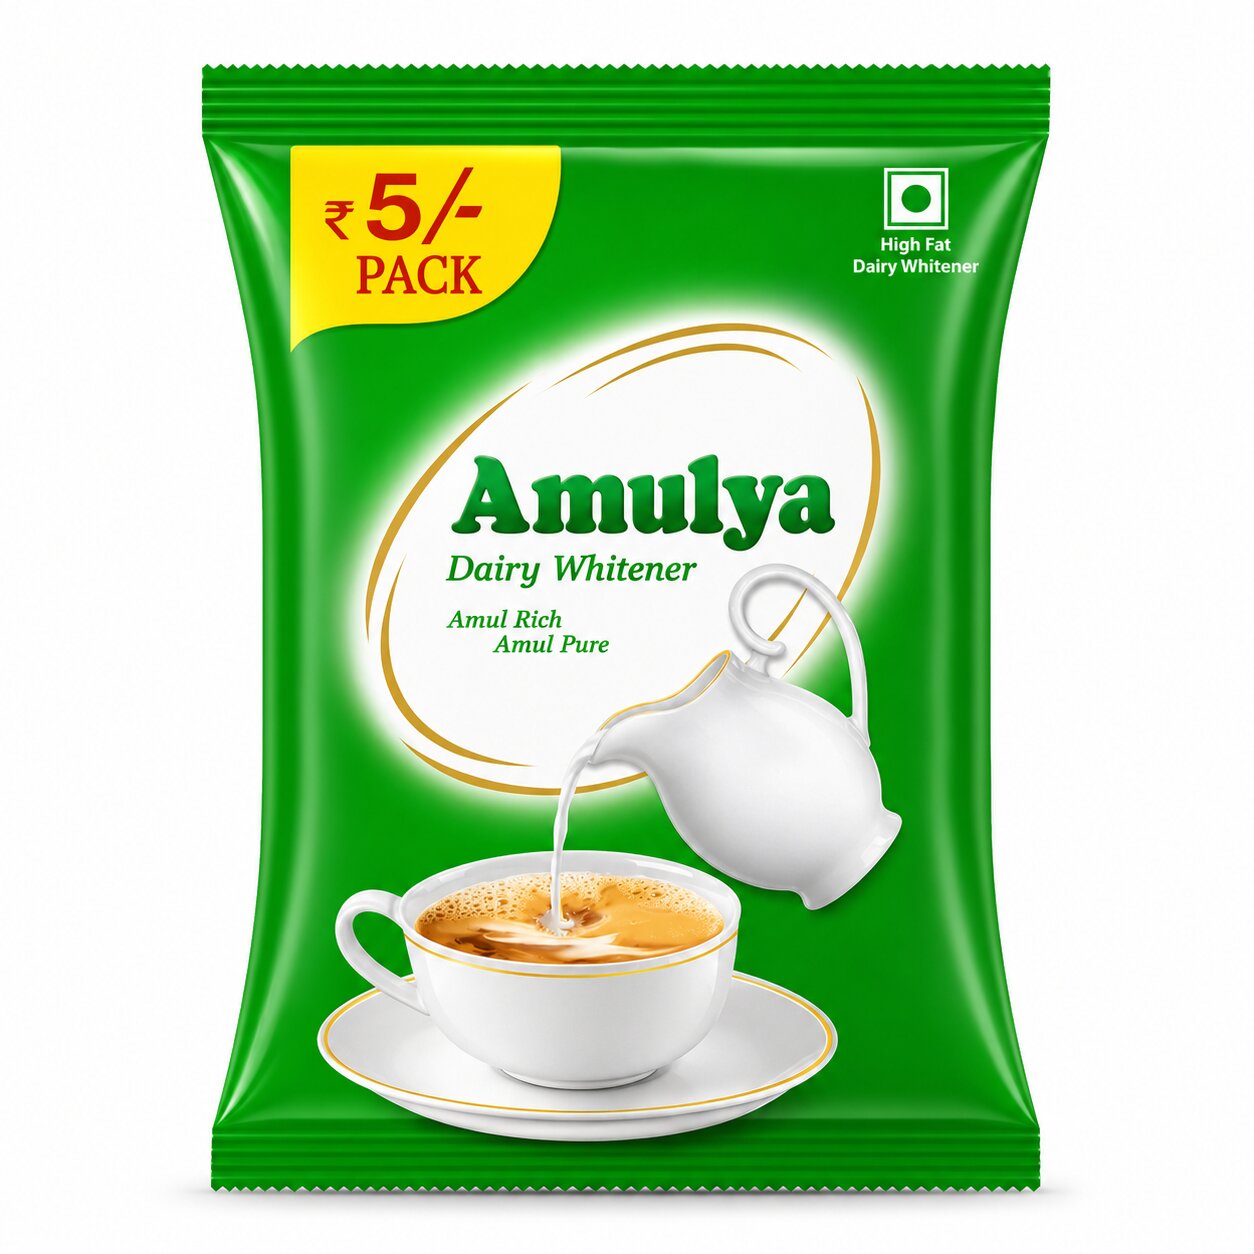 ₹ 5/-
PACK
High Fat
Dairy Whitener
Amulya
Dairy Whitener
Amul Rich
Amul Pure